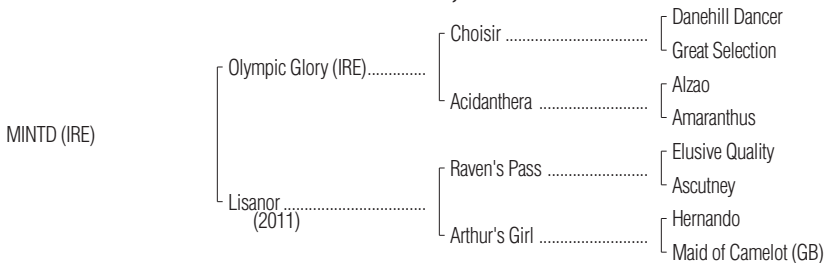 Danehill Dancer
Choisir
Great Selection
Olympic Glory (IRE)
Alzao
Acidanthera
Amaranthus
MINTD (IRE)
Elusive Quality
Raven's Pass
Ascutney
Lisanor
(2011)
Hernando
Arthur's Girl
Maid of Camelot (GB)